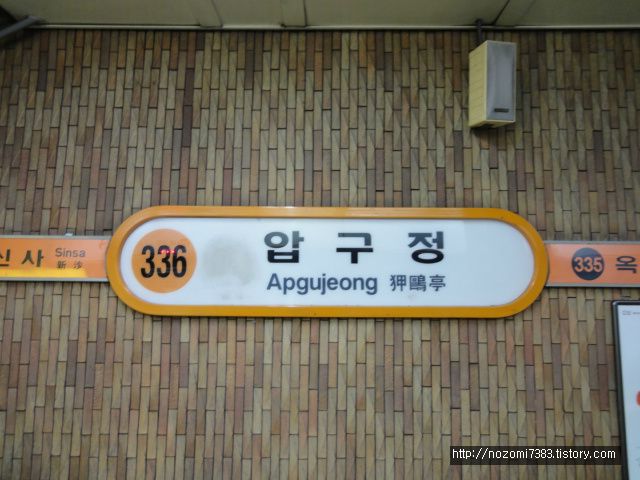 신사 Sinsa
新沙
336
압구정
Apgujeong 狎鷗亭
335 옥
http://nozomi7383.tistory.com